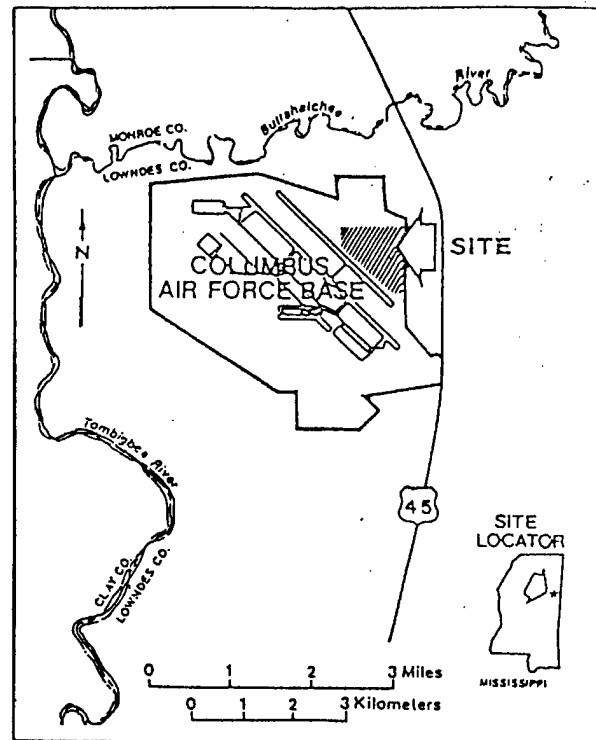 River
Buttahatchee
MONROE CO.
LOWNDES CO.
N
SITE
COLUMBUS
AIR FORCE BASE
Tombigbee River
45
CLAY CO.
LOWNDES CO.
SITE
LOCATOR
MISSISSIPPI
0 1 2 3 Miles
0 1 2 3 Kilometers